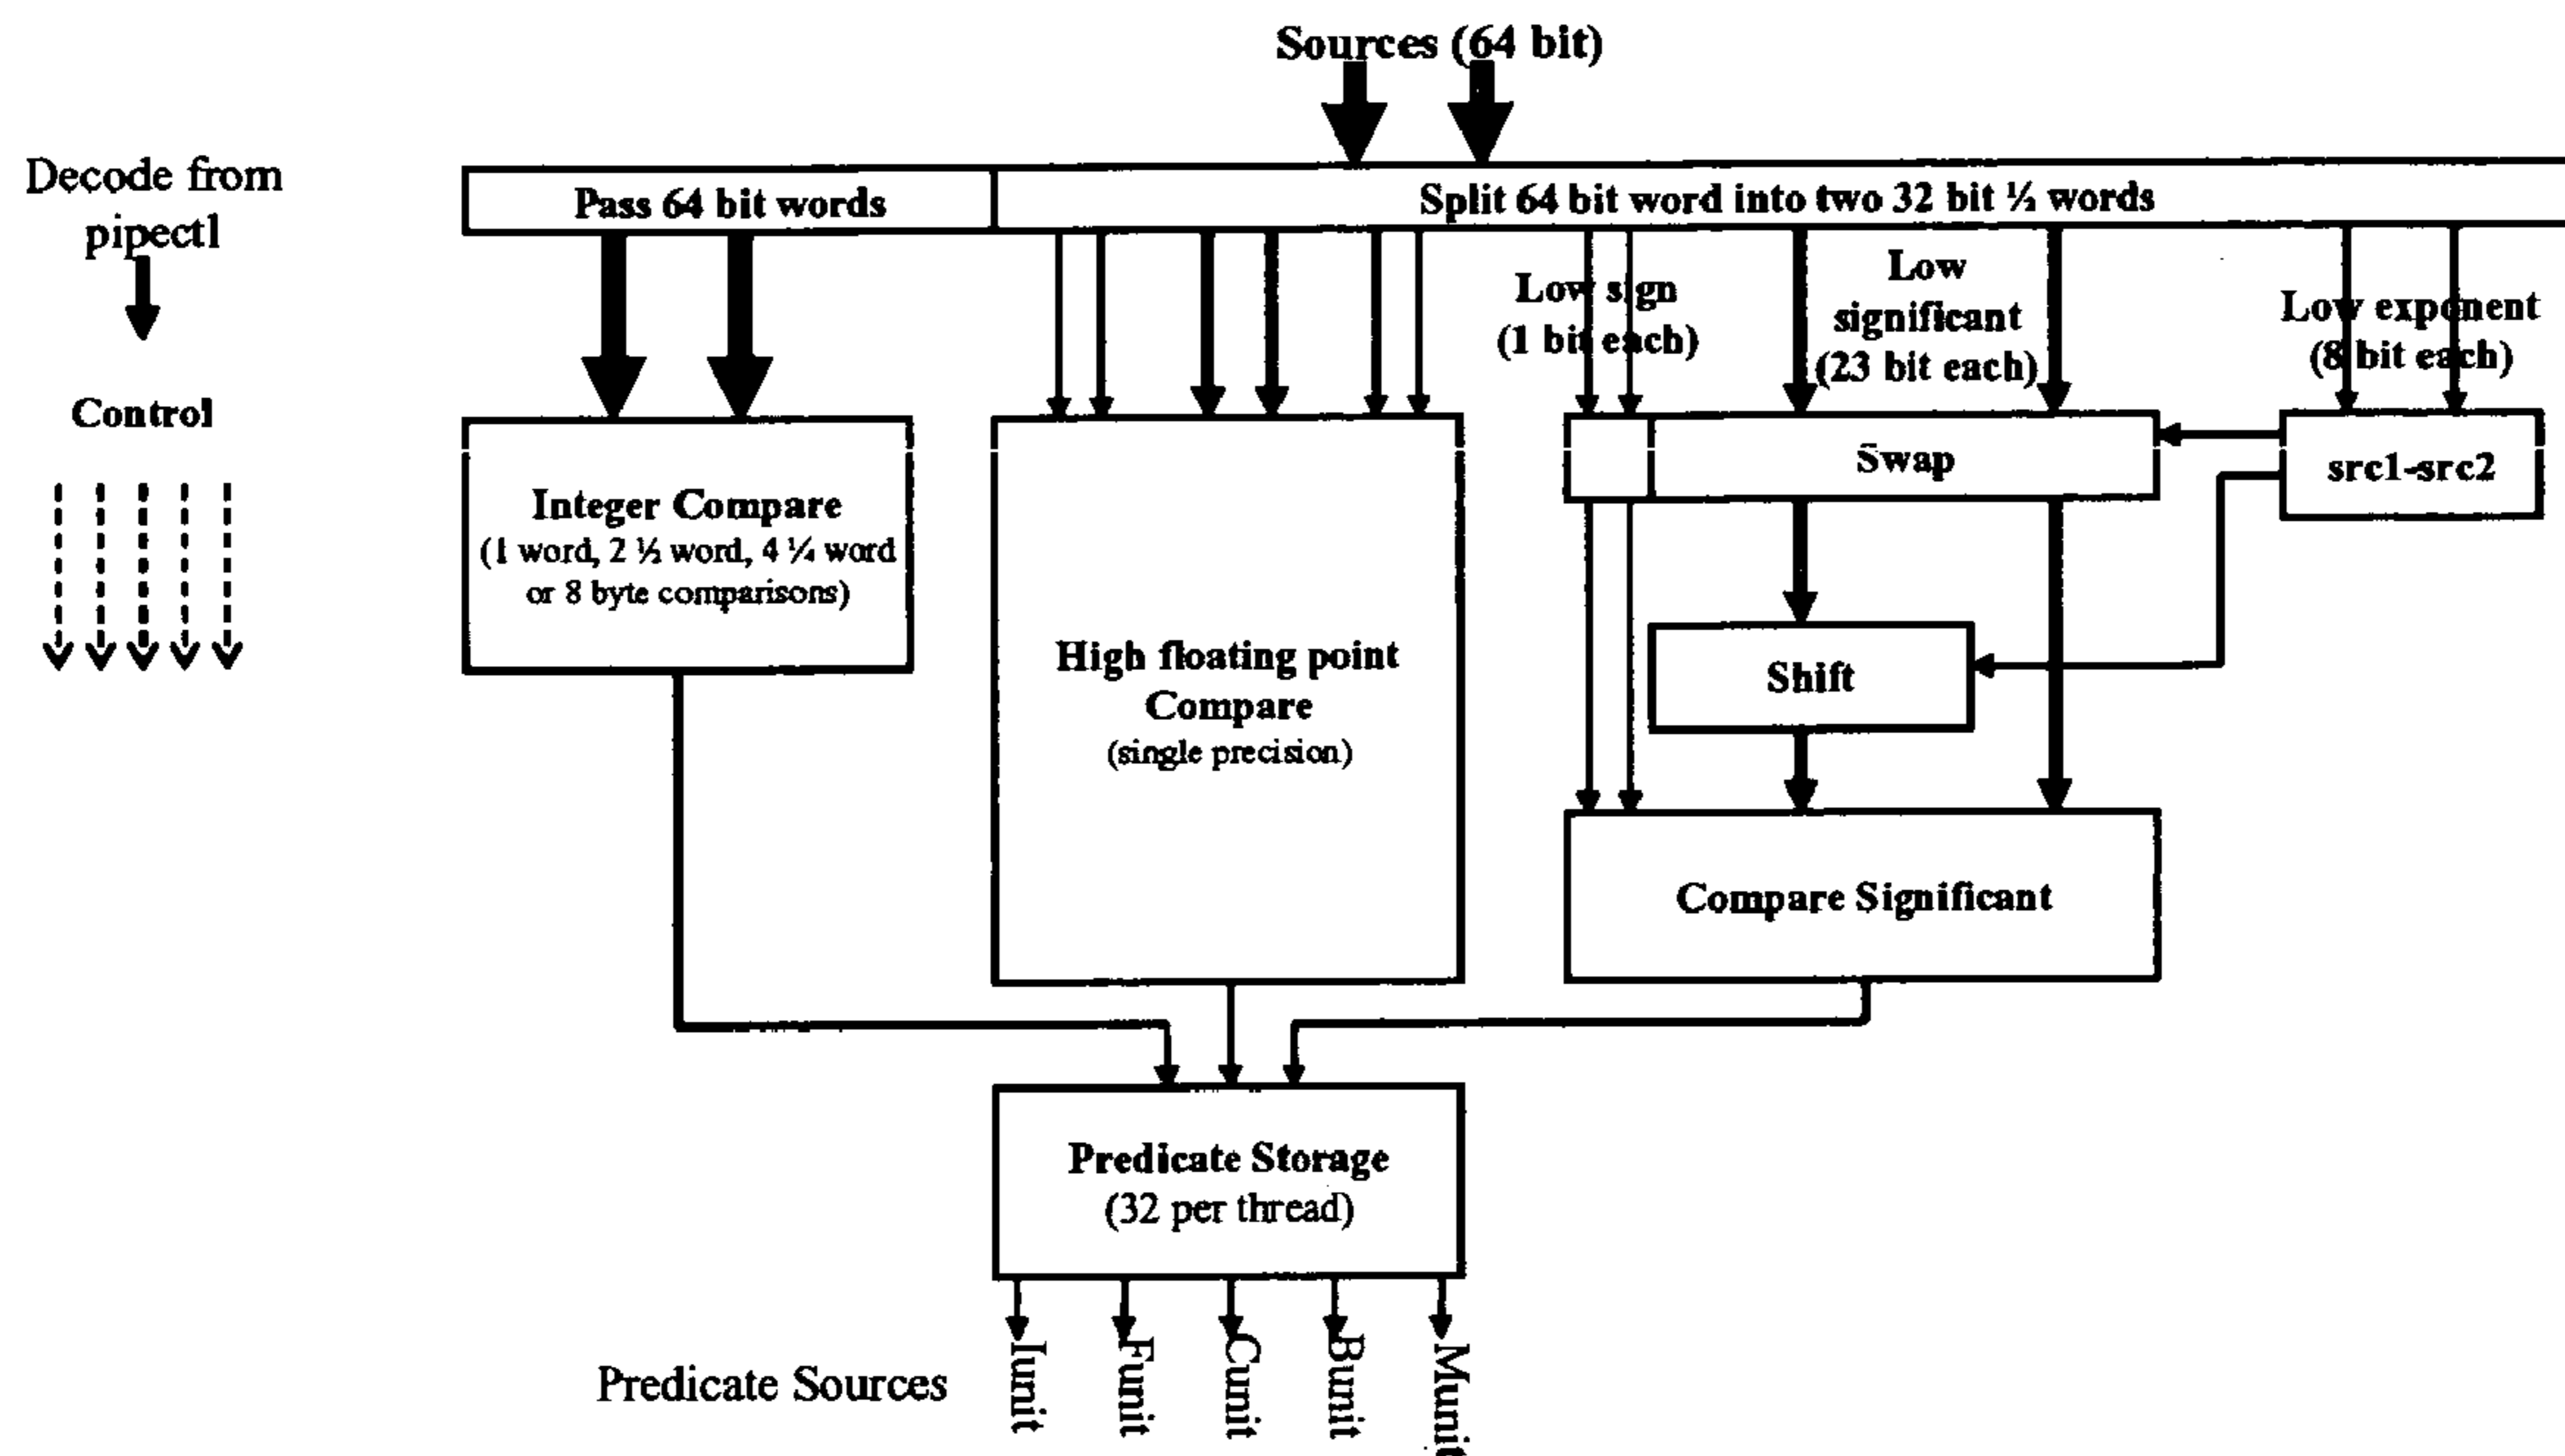 Sources (64 bit)
Decode from
pipectl
Control
Pass 64 bit words
Split 64 bit word into two 32 bit ½ words
Low sign
(1 bit each)
Low
significant
(23 bit each)
Low exponent
(8 bit each)
Integer Compare
(1 word, 2 ½ word, 4 ¼ word
or 8 byte comparisons)
High floating point
Compare
(single precision)
Swap
src1-src2
Shift
Compare Significant
Predicate Storage
(32 per thread)
Predicate Sources
Iunit
Funit
Cunit
Bunit
Munit